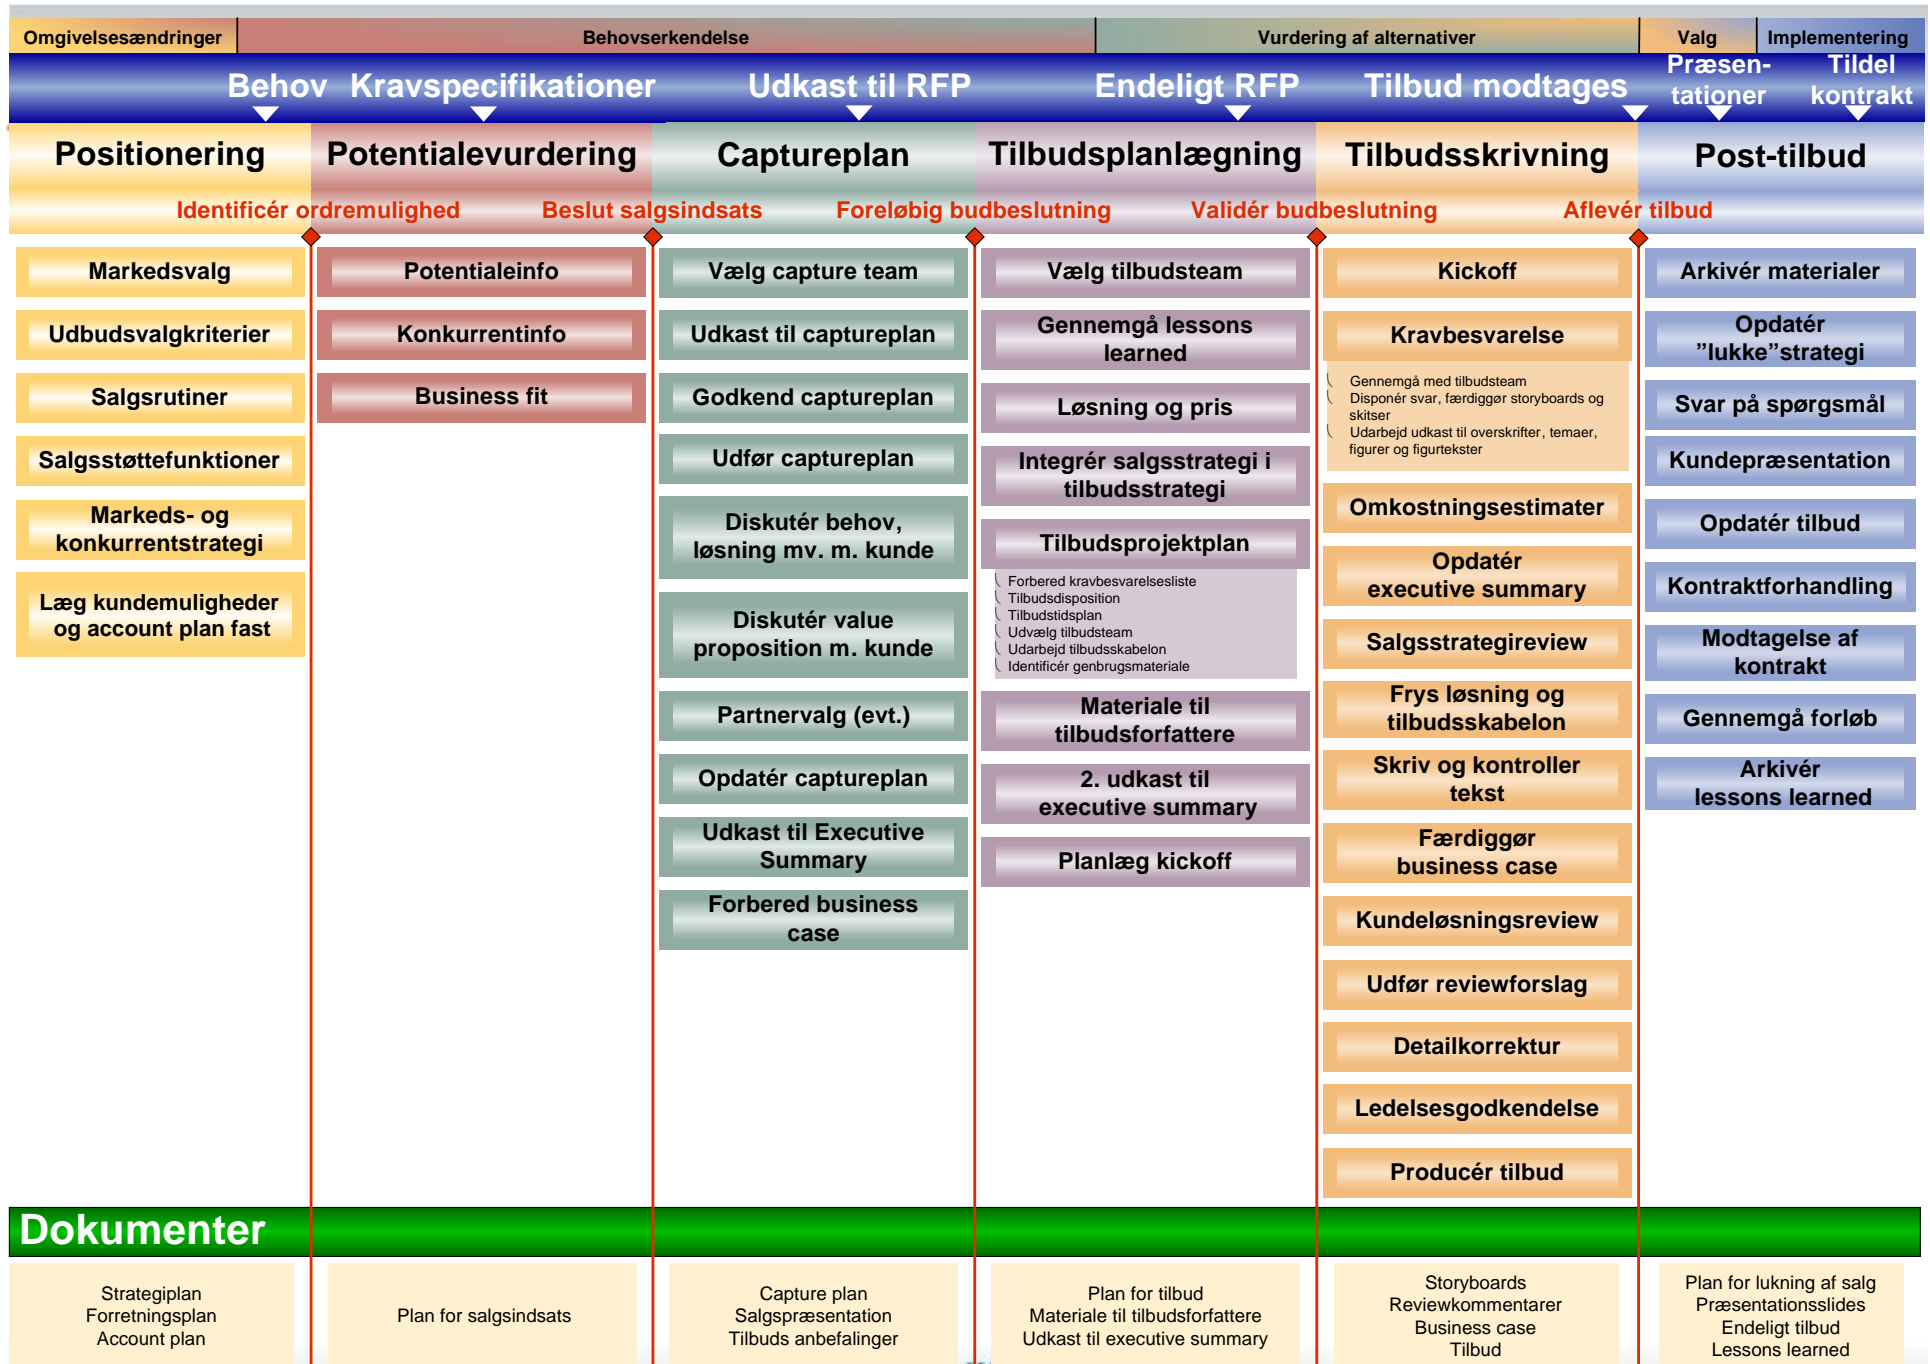 Omgivelsesændringer
Behovserkendelse
Vurdering af alternativer
Valg
Implementering
Behov
Kravspecifikationer
Udkast til RFP
Endeligt RFP
Tilbud modtages
Præsen-
tationer
Tildel
kontrakt
Positionering
Potentialevurdering
Captureplan
Tilbudsplanlægning
Tilbudsskrivning
Post-tilbud
Identificér ordremulighed
Beslut salgsindsats
Foreløbig budbeslutning
Validér budbeslutning
Aflevér tilbud
Markedsvalg
Udbudsvalgkriterier
Salgsrutiner
Salgsstøttefunktioner
Markeds- og
konkurrentstrategi
Læg kundemuligheder
og account plan fast
Potentialeinfo
Konkurrentinfo
Business fit
Vælg capture team
Udkast til captureplan
Godkend captureplan
Udfør captureplan
Diskutér behov,
løsning mv. m. kunde
Diskutér value
proposition m. kunde
Partnervalg (evt.)
Opdatér captureplan
Udkast til Executive
Summary
Forbered business
case
Vælg tilbudsteam
Gennemgå lessons
learned
Løsning og pris
Integrér salgsstrategi i
tilbudsstrategi
Tilbudsprojektplan
Forbered kravbesvarelsesliste
Tilbudsdisposition
Tilbudstidsplan
Udvælg tilbudsteam
Udarbejd tilbudsskabelon
Identificér genbrugsmateriale
Materiale til
tilbudsforfattere
2. udkast til
executive summary
Planlæg kickoff
Kickoff
Kravbesvarelse
Gennemgå med tilbudsteam
Disponér svar, færdiggør storyboards og
skitser
Udarbejd udkast til overskrifter, temaer,
figurer og figurtekster
Omkostningsestimater
Opdatér
executive summary
Salgsstrategireview
Frys løsning og
tilbudsskabelon
Skriv og kontroller
tekst
Færdiggør
business case
Kundeløsningsreview
Udfør reviewforslag
Detailkorrektur
Ledelsesgodkendelse
Producér tilbud
Arkivér materialer
Opdatér
”lukke”strategi
Svar på spørgsmål
Kundepræsentation
Opdatér tilbud
Kontraktforhandling
Modtagelse af
kontrakt
Gennemgå forløb
Arkivér
lessons learned
Dokumenter
Strategiplan
Forretningsplan
Account plan
Plan for salgsindsats
Capture plan
Salgspræsentation
Tilbuds anbefalinger
Plan for tilbud
Materiale til tilbudsforfattere
Udkast til executive summary
Storyboards
Reviewkommentarer
Business case
Tilbud
Plan for lukning af salg
Præsentationsslides
Endeligt tilbud
Lessons learned